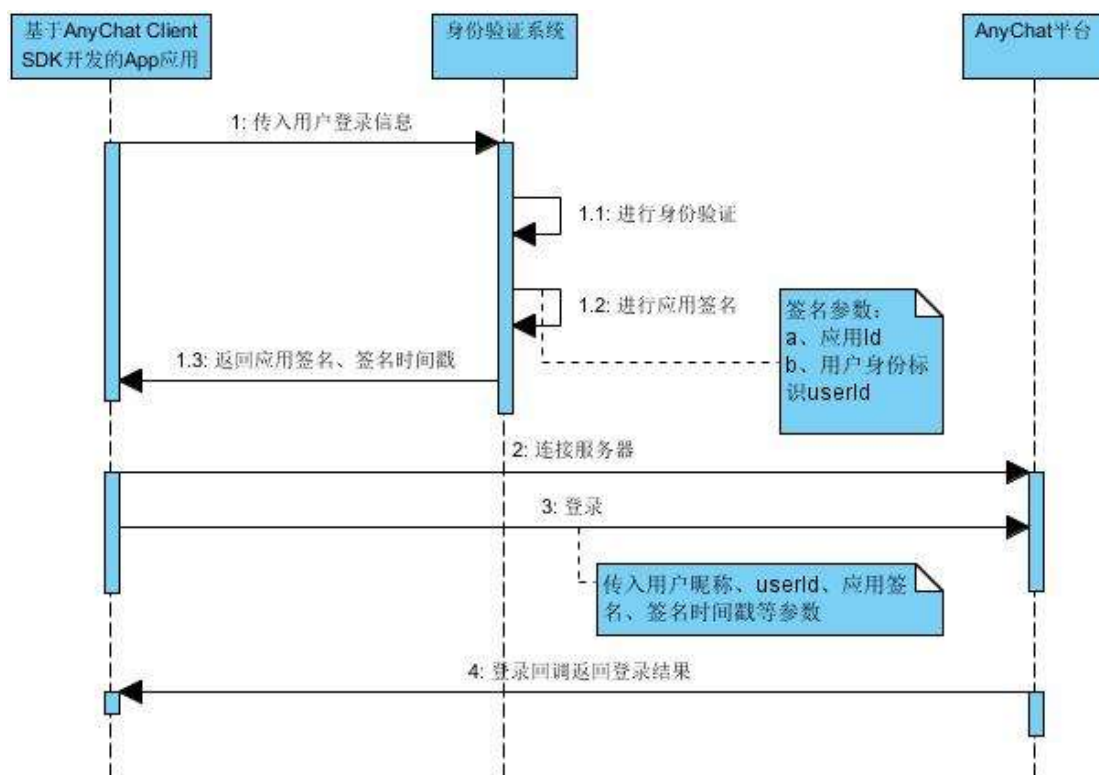 基于AnyChat Client
SDK开发的App应用
身份验证系统
AnyChat平台
1: 传入用户登录信息
1.1: 进行身份验证
1.2: 进行应用签名
签名参数：
a、应用Id
b、用户身份标
识userId
1.3: 返回应用签名、签名时间戳
2: 连接服务器
3: 登录
传入用户昵称、userId、应用签
名、签名时间戳等参数
4: 登录回调返回登录结果